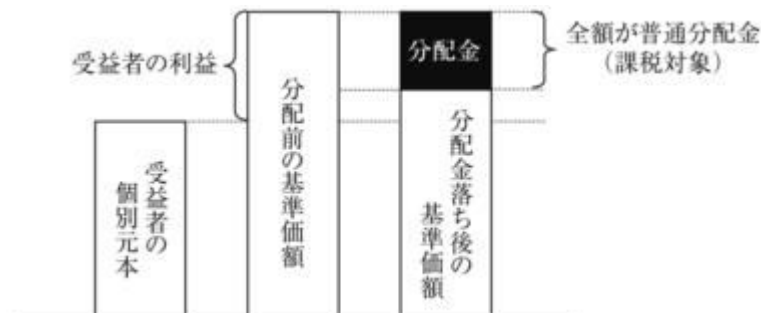 受益者の利益
分配前の基準価額
分配金
全額が普通分配金
（課税対象）
受益者の
個別元本
分配金落ち後の
基準価額